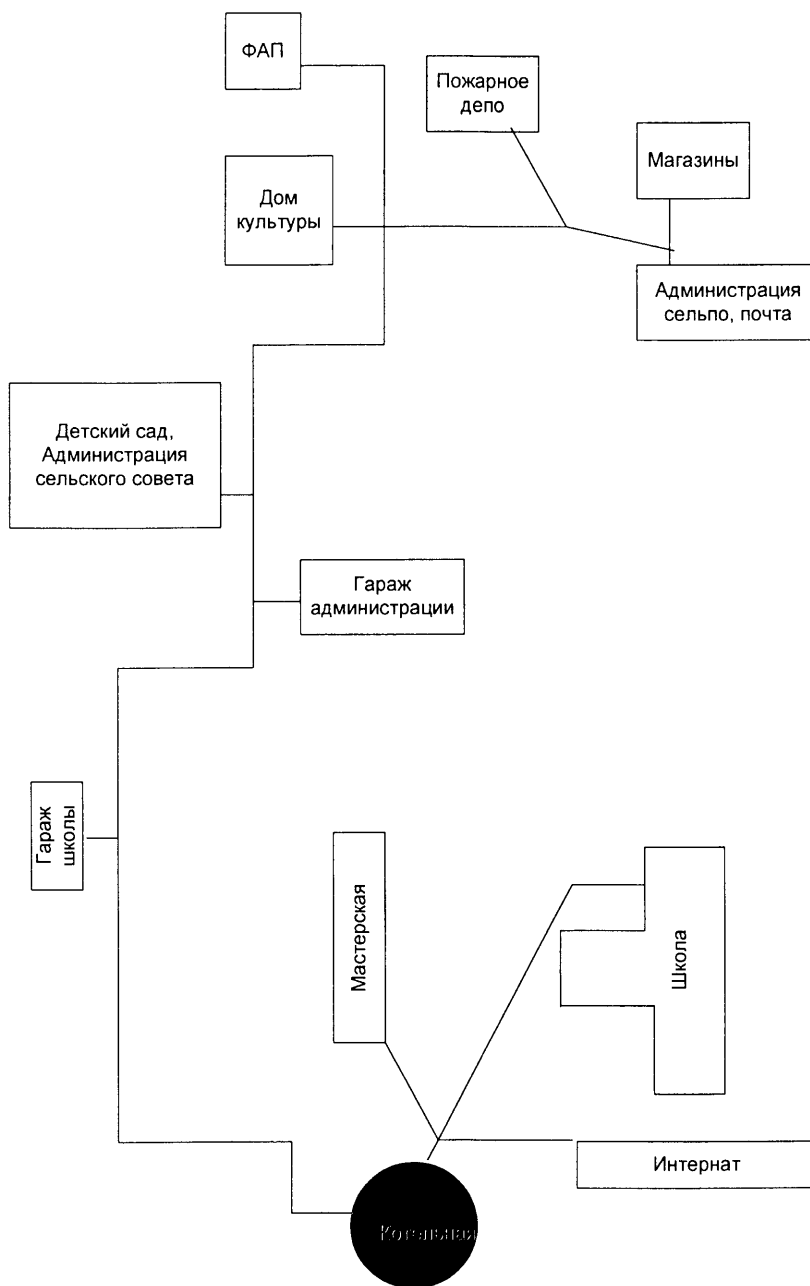 ФАП
Пожарное
депо
Магазины
Дом
культуры
Администрация
сельпо, почта
Детский сад,
Администрация
сельского совета
Гараж
администрации
Гараж
школы
Мастерская
Школа
Интернат
Котельная